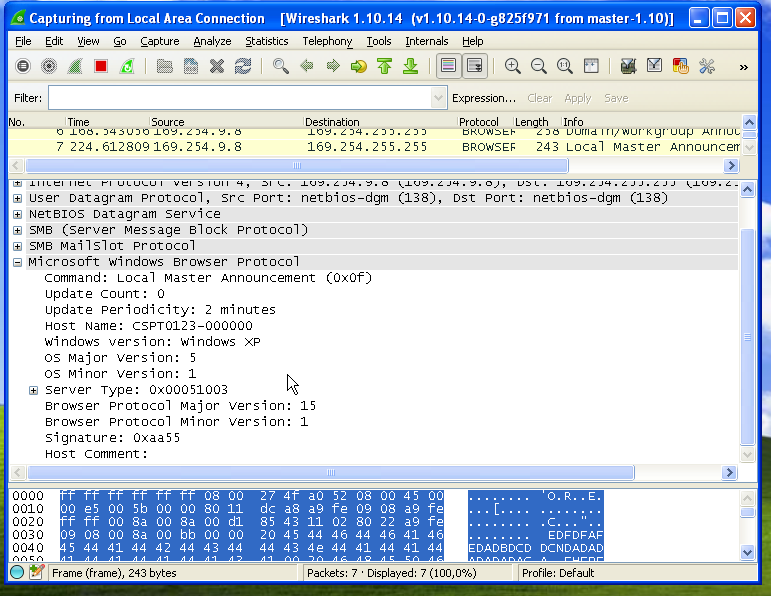 Capturing from Local Area Connection [Wireshark 1.10.14 (v1.10.14-0-g825f971 from master-1.10)]
File Edit View Go Capture Analyze Statistics Telephony Tools Internals Help
Filter: Expression... Clear Apply Save
No. Time Source Destination Protocol Length Info
6 168.543056 169.254.9.8 169.254.255.255 BROWSER 258 Domain/Workgroup Annou
7 224.612809 169.254.9.8 169.254.255.255 BROWSER 243 Local Master Announcem
Internet Protocol Version 4, Src: 169.254.9.8 (169.254.9.8), Dst: 169.254.255.255 (169.25
User Datagram Protocol, Src Port: netbios-dgm (138), Dst Port: netbios-dgm (138)
NetBIOS Datagram Service
SMB (Server Message Block Protocol)
SMB MailSlot Protocol
Microsoft Windows Browser Protocol
Command: Local Master Announcement (0x0f)
Update Count: 0
Update Periodicity: 2 minutes
Host Name: CSPT0123-000000
Windows version: Windows XP
OS Major Version: 5
OS Minor Version: 1
Server Type: 0x00051003
Browser Protocol Major Version: 15
Browser Protocol Minor Version: 1
Signature: 0xaa55
Host Comment:
0000 ff ff ff ff ff ff 08 00 27 4f a0 52 08 00 45 00 ........ 'O.R..E.
0010 00 e5 00 5b 00 00 80 11 dc a8 a9 fe 09 08 a9 fe ...[.... ........
0020 ff ff 00 8a 00 8a 00 d1 85 43 11 02 80 22 a9 fe ........ .C..."..
0030 09 08 00 8a 00 bb 00 00 20 45 44 46 44 46 41 46 ........ EDFDFAF
0040 45 44 41 44 42 44 43 44 44 43 4e 44 41 44 41 44 EDADBDCD DCNDADAD
Frame (frame), 243 bytes Packets: 7 · Displayed: 7 (100,0%) Profile: Default